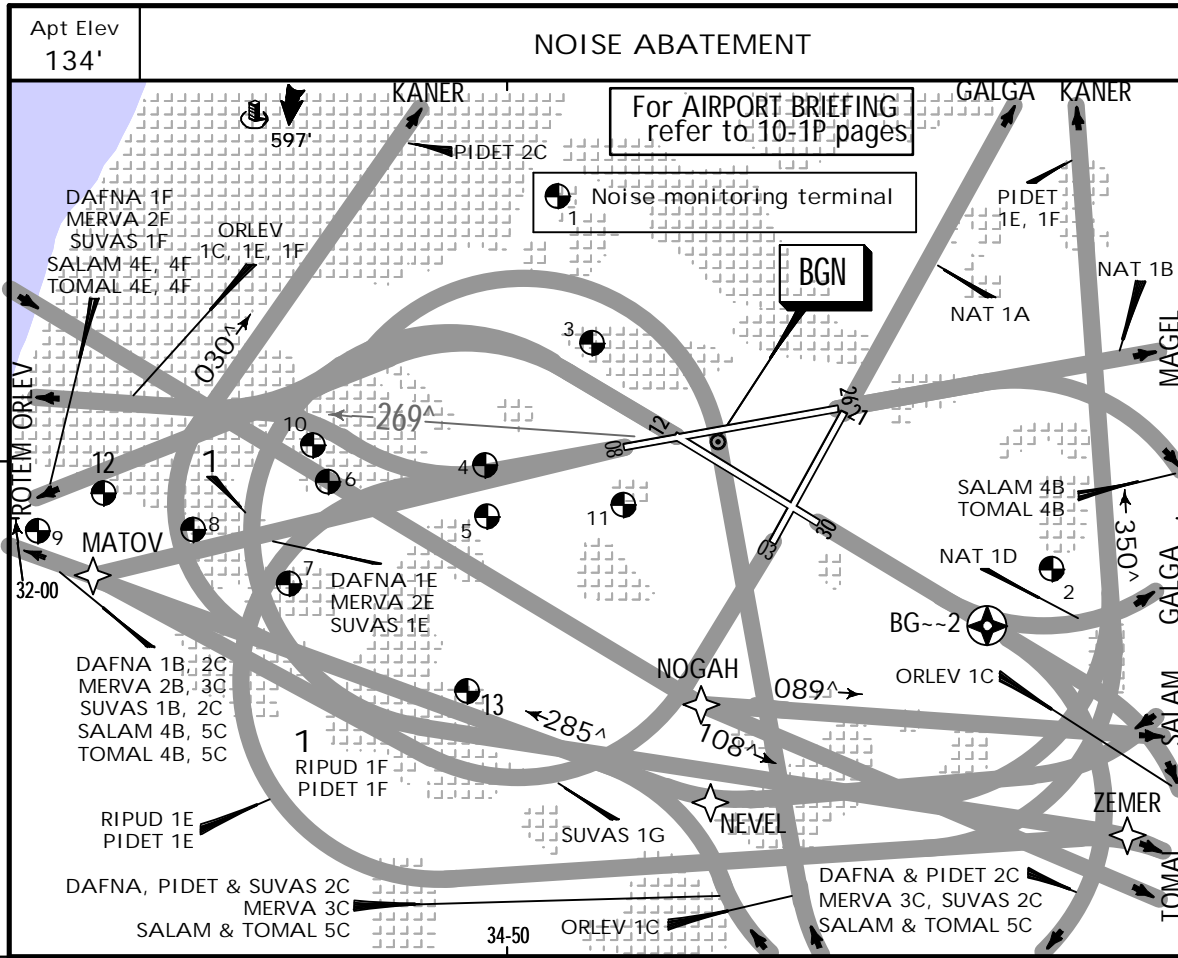 Apt Elev
134'
NOISE ABATEMENT
KANER
GALGA
KANER
597'
For AIRPORT BRIEFING
refer to 10-1P pages
PIDET 2C
1
Noise monitoring terminal
DAFNA 1F
MERVA 2F
SUVAS 1F
SALAM 4E, 4F
TOMAL 4E, 4F
ORLEV
1C, 1E, 1F
PIDET
1E, 1F
BGN
NAT 1B
NAT 1A
MAGEL
030^
3
ORLEV
ROTEM
269^
26
21
12
08
10
4
6
12
1
SALAM 4B
TOMAL 4B
5
11
30
03
8
9
MATOV
350^
NAT 1D
2
GALGA
32-00
7
DAFNA 1E
MERVA 2E
SUVAS 1E
BG~~2
DAFNA 1B, 2C
MERVA 2B, 3C
SUVAS 1B, 2C
SALAM 4B, 5C
TOMAL 4B, 5C
NOGAH
ORLEV 1C
089^
13
285^
108^
SALAM
1
RIPUD 1F
PIDET 1F
ZEMER
RIPUD 1E
PIDET 1E
SUVAS 1G
NEVEL
DAFNA, PIDET & SUVAS 2C
MERVA 3C
SALAM & TOMAL 5C
DAFNA & PIDET 2C
MERVA 3C, SUVAS 2C
SALAM & TOMAL 5C
TOMAL
34-50
ORLEV 1C